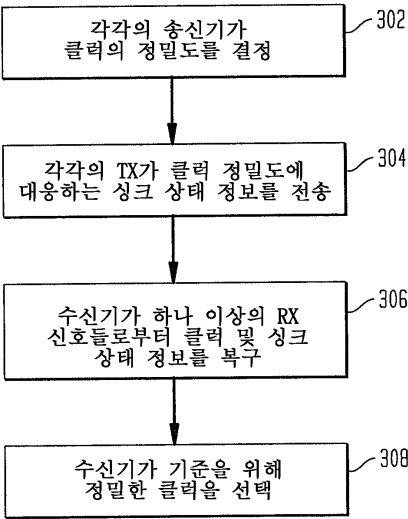 각각의 송신기가
클럭의 정밀도를 결정
302
각각의 TX가 클럭 정밀도에
대응하는 싱크 상태 정보를 전송
304
수신기가 하나 이상의 RX
신호들로부터 클럭 및 싱크
상태 정보를 복구
306
수신기가 기준을 위해
정밀한 클럭을 선택
308